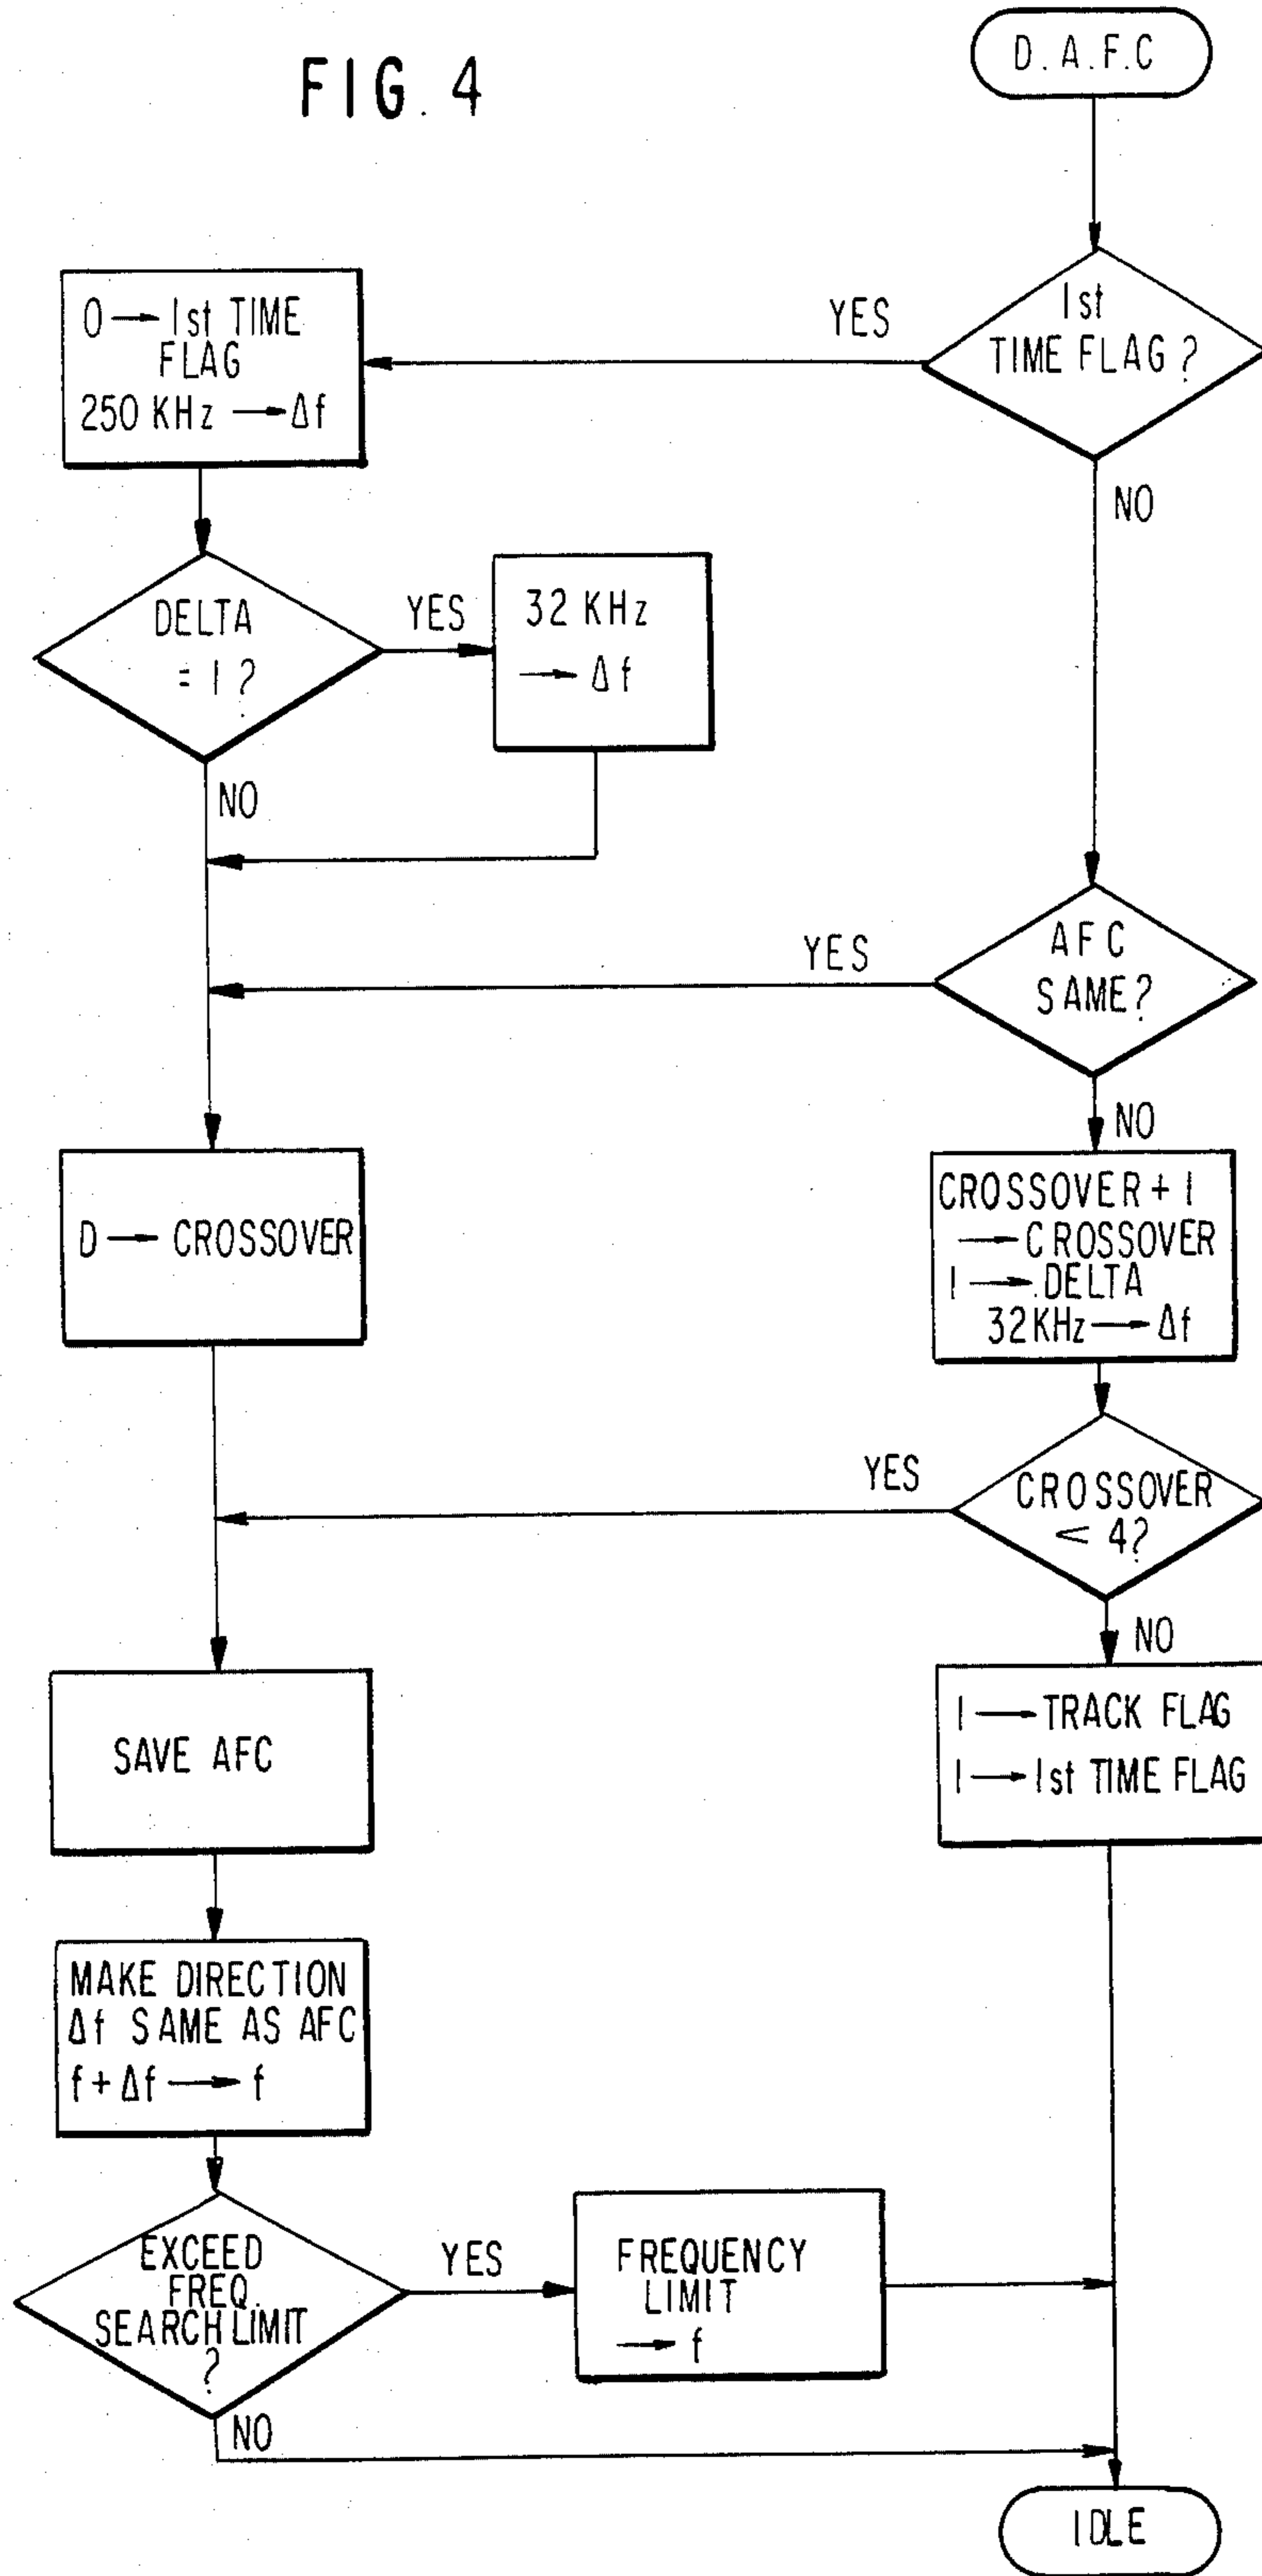 FIG. 4
D.A.F.C
1st
TIME FLAG?
YES
NO
0 → 1st TIME
FLAG
250 KHz → Δf
DELTA
= 1?
YES
NO
32 KHz
→ Δf
AFC
SAME?
YES
NO
D → CROSSOVER
CROSSOVER + 1
→ CROSSOVER
1 → DELTA
32KHz → Δf
CROSSOVER
< 4?
YES
NO
SAVE AFC
1 → TRACK FLAG
1 → 1st TIME FLAG
MAKE DIRECTION
Δf SAME AS AFC
f + Δf → f
EXCEED
FREQ.
SEARCH LIMIT
?
YES
NO
FREQUENCY
LIMIT
→ f
IDLE